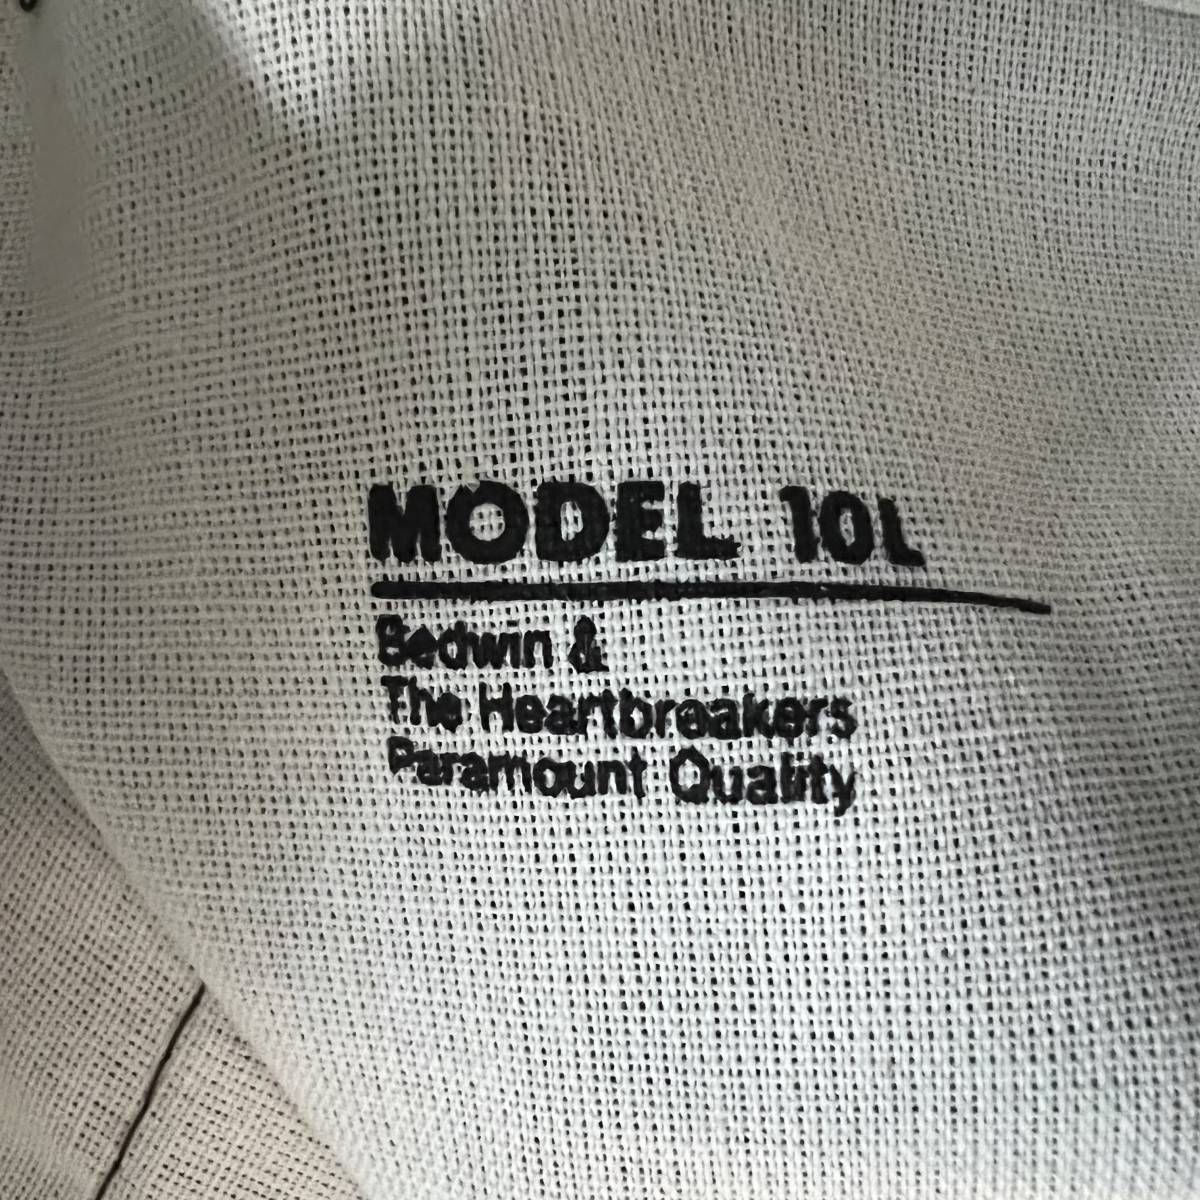 MODEL 10L
Bedwin &
The Heartbreakers
Paramount Quality